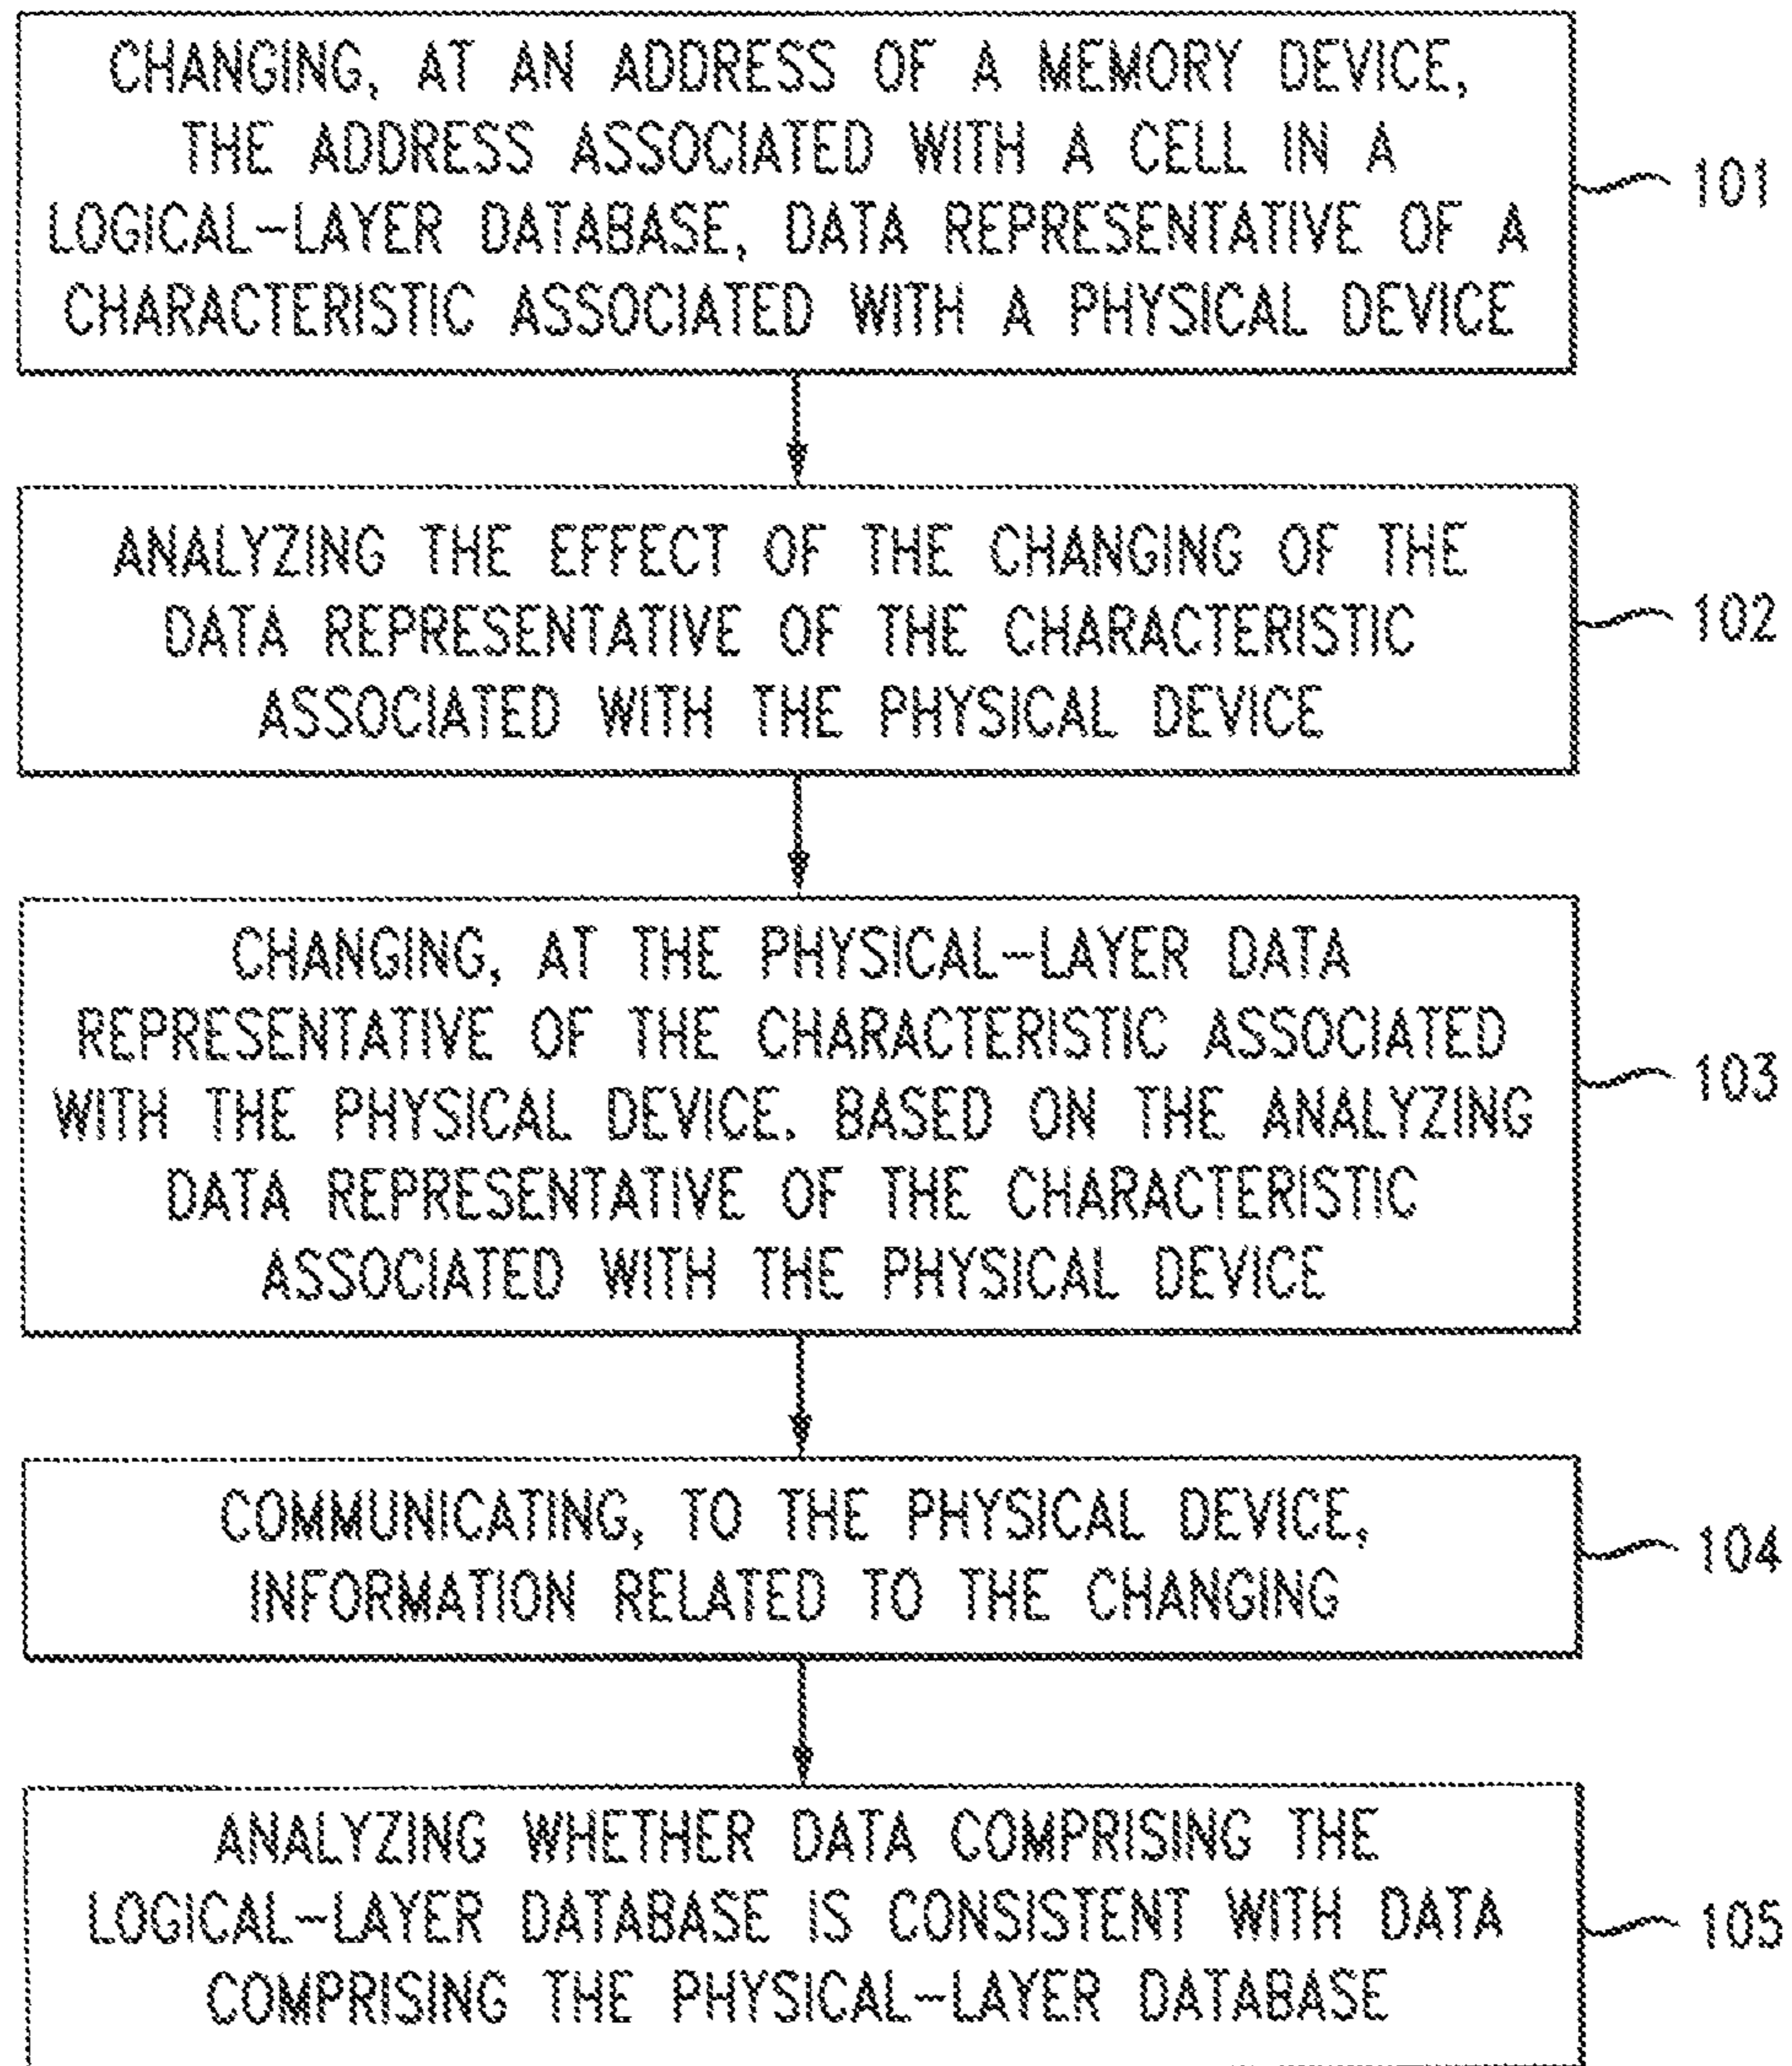 CHANGING, AT AN ADDRESS OF A MEMORY DEVICE,
THE ADDRESS ASSOCIATED WITH A CELL IN A
LOGICAL-LAYER DATABASE, DATA REPRESENTATIVE OF A
CHARACTERISTIC ASSOCIATED WITH A PHYSICAL DEVICE
101
ANALYZING THE EFFECT OF THE CHANGING OF THE
DATA REPRESENTATIVE OF THE CHARACTERISTIC
ASSOCIATED WITH THE PHYSICAL DEVICE
102
CHANGING, AT THE PHYSICAL-LAYER DATA
REPRESENTATIVE OF THE CHARACTERISTIC ASSOCIATED
WITH THE PHYSICAL DEVICE. BASED ON THE ANALYZING
DATA REPRESENTATIVE OF THE CHARACTERISTIC
ASSOCIATED WITH THE PHYSICAL DEVICE
103
COMMUNICATING, TO THE PHYSICAL DEVICE,
INFORMATION RELATED TO THE CHANGING
104
ANALYZING WHETHER DATA COMPRISING THE
LOGICAL-LAYER DATABASE IS CONSISTENT WITH DATA
COMPRISING THE PHYSICAL-LAYER DATABASE
105